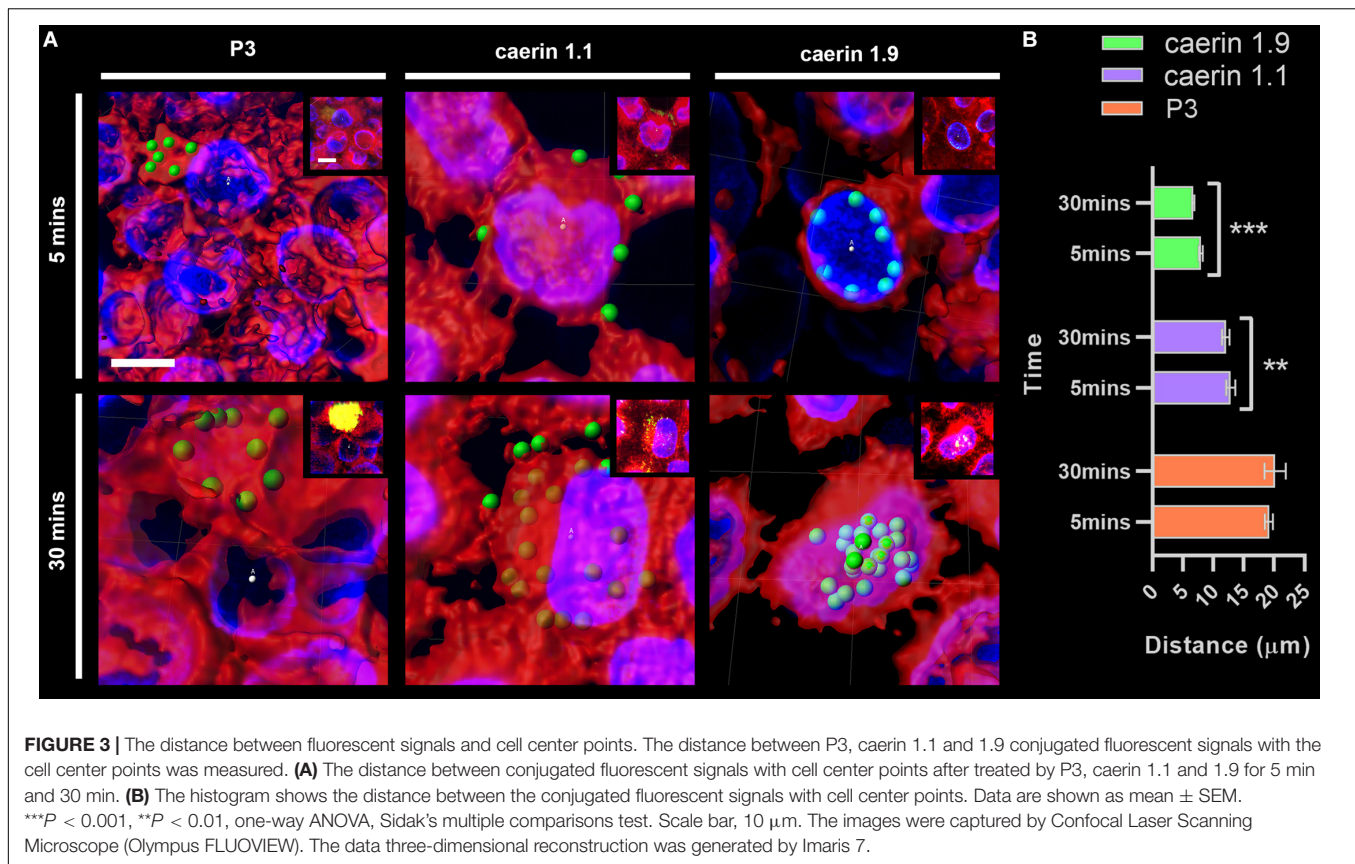 A
P3
caerin 1.1
caerin 1.9
5 mins
30 mins
A
A
A
A
A
B
caerin 1.9
caerin 1.1
P3
Time
30mins
5mins
***
30mins
5mins
**
30mins
5mins
0 5 10 15 20 25
Distance (μm)
FIGURE 3 | The distance between fluorescent signals and cell center points. The distance between P3, caerin 1.1 and 1.9 conjugated fluorescent signals with the
cell center points was measured. (A) The distance between conjugated fluorescent signals with cell center points after treated by P3, caerin 1.1 and 1.9 for 5 min
and 30 min. (B) The histogram shows the distance between the conjugated fluorescent signals with cell center points. Data are shown as mean ± SEM.
***P < 0.001, **P < 0.01, one-way ANOVA, Sidak's multiple comparisons test. Scale bar, 10 μm. The images were captured by Confocal Laser Scanning
Microscope (Olympus FLUOVIEW). The data three-dimensional reconstruction was generated by Imaris 7.